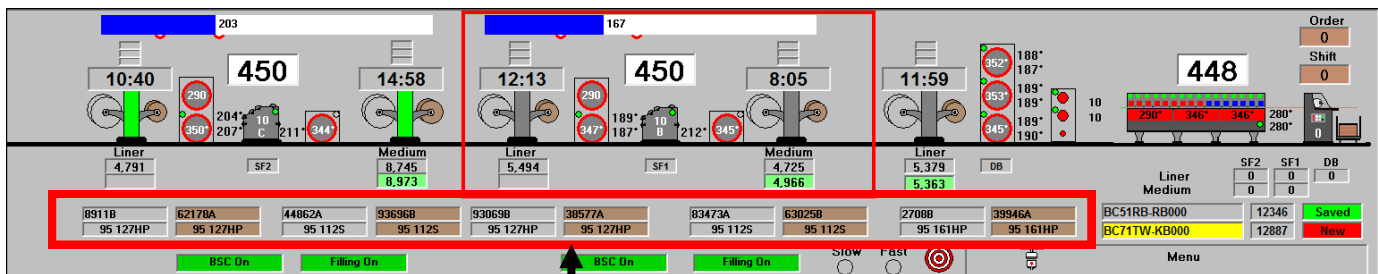 203
167
Order
0
Shift
0
10:40
450
14:58
12:13
450
8:05
11:59
448
290
204*
207*
350*
10
C
211*
344*
290
189*
187*
347*
10
B
212*
345*
352*
188*
187*
353*
189*
189*
345*
189*
190*
10
10
290*
346*
346*
280*
280*
0
Liner
4,791
SF2
Medium
8,745
8,973
Liner
5,494
SF1
Medium
4,725
4,966
Liner
5,379
5,363
DB
SF2 SF1 DB
Liner 0 0 0
Medium 0 0
8911B 62178A 44862A 93696B 93069B 38577A 83473A 63025B 2708B 39946A
95 127HP 95 127HP 95 112S 95 112S 95 127HP 95 127HP 95 112S 95 112S 95 161HP 95 161HP
BC51RB-RB000 12346 Saved
BC71TW-KB000 12887 New
BSC On Filling On BSC On Filling On Slow Fast Menu